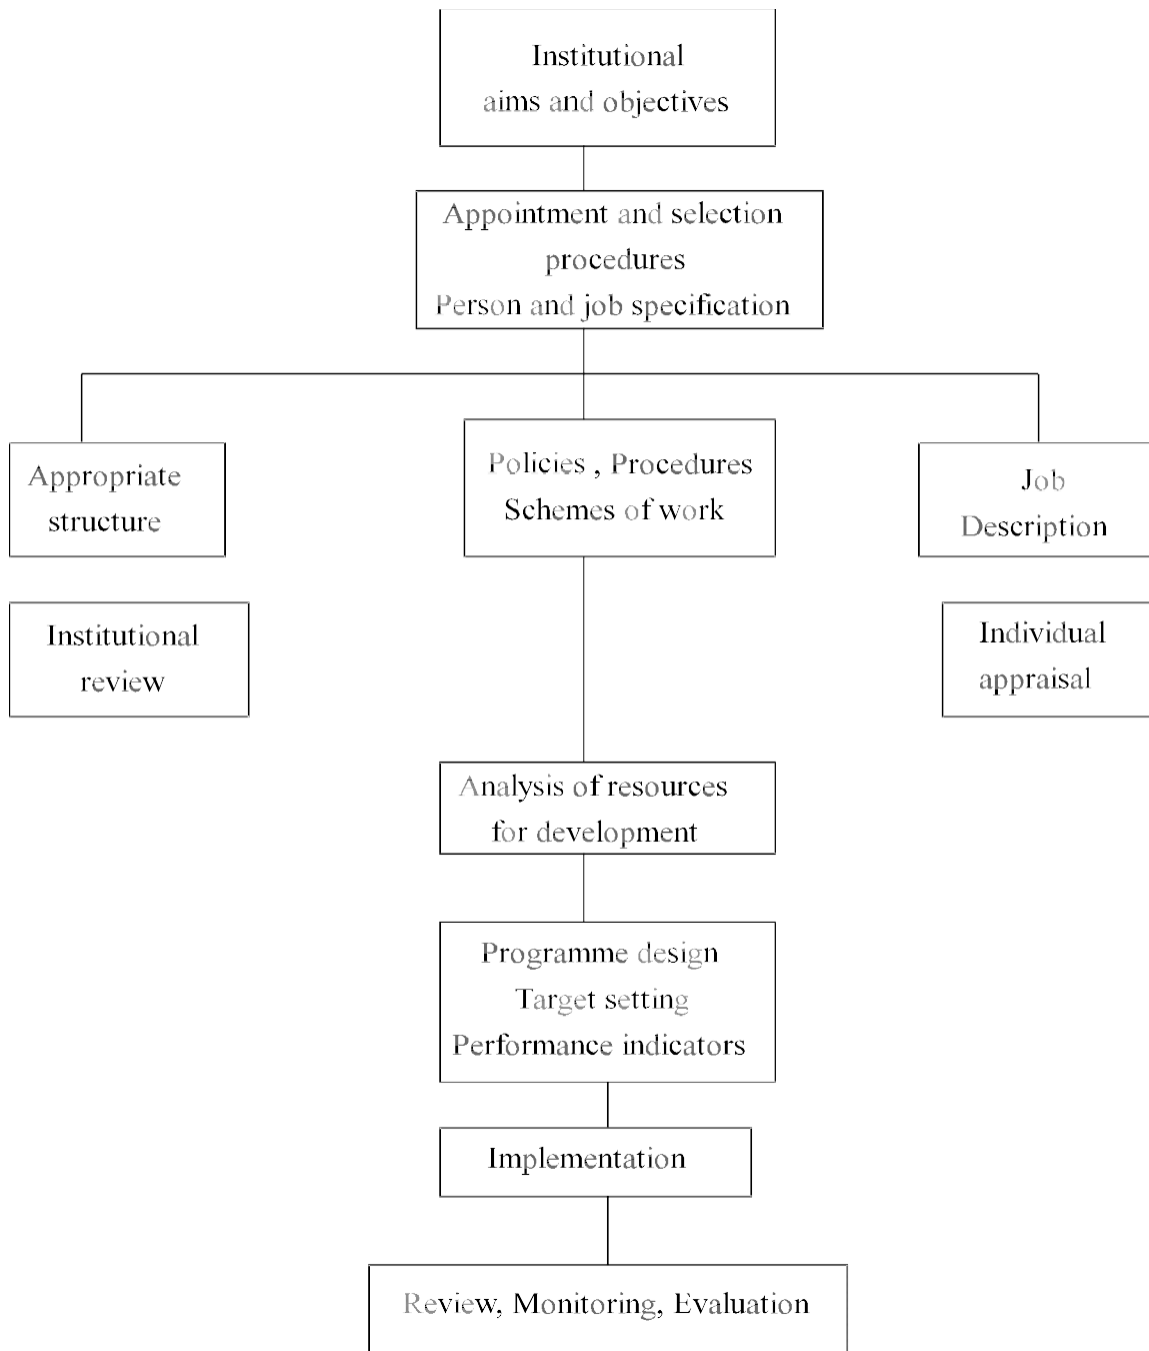 Institutional
aims and objectives
Appointment and selection
procedures
Person and job specification
Appropriate
structure
Policies , Procedures
Schemes of work
Job
Description
Institutional
review
Individual
appraisal
Analysis of resources
for development
Programme design
Target setting
Performance indicators
Implementation
Review, Monitoring, Evaluation